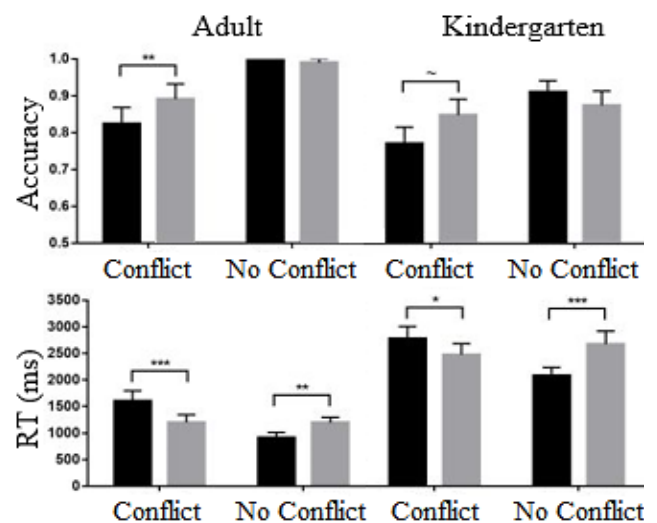 Adult Kindergarten
Accuracy
1.0
0.9
0.8
0.7
0.6
0.5
** ~
Conflict No Conflict Conflict No Conflict
RT (ms)
3500
3000
2500
2000
1500
1000
500
0
*** ** * ***
Conflict No Conflict Conflict No Conflict